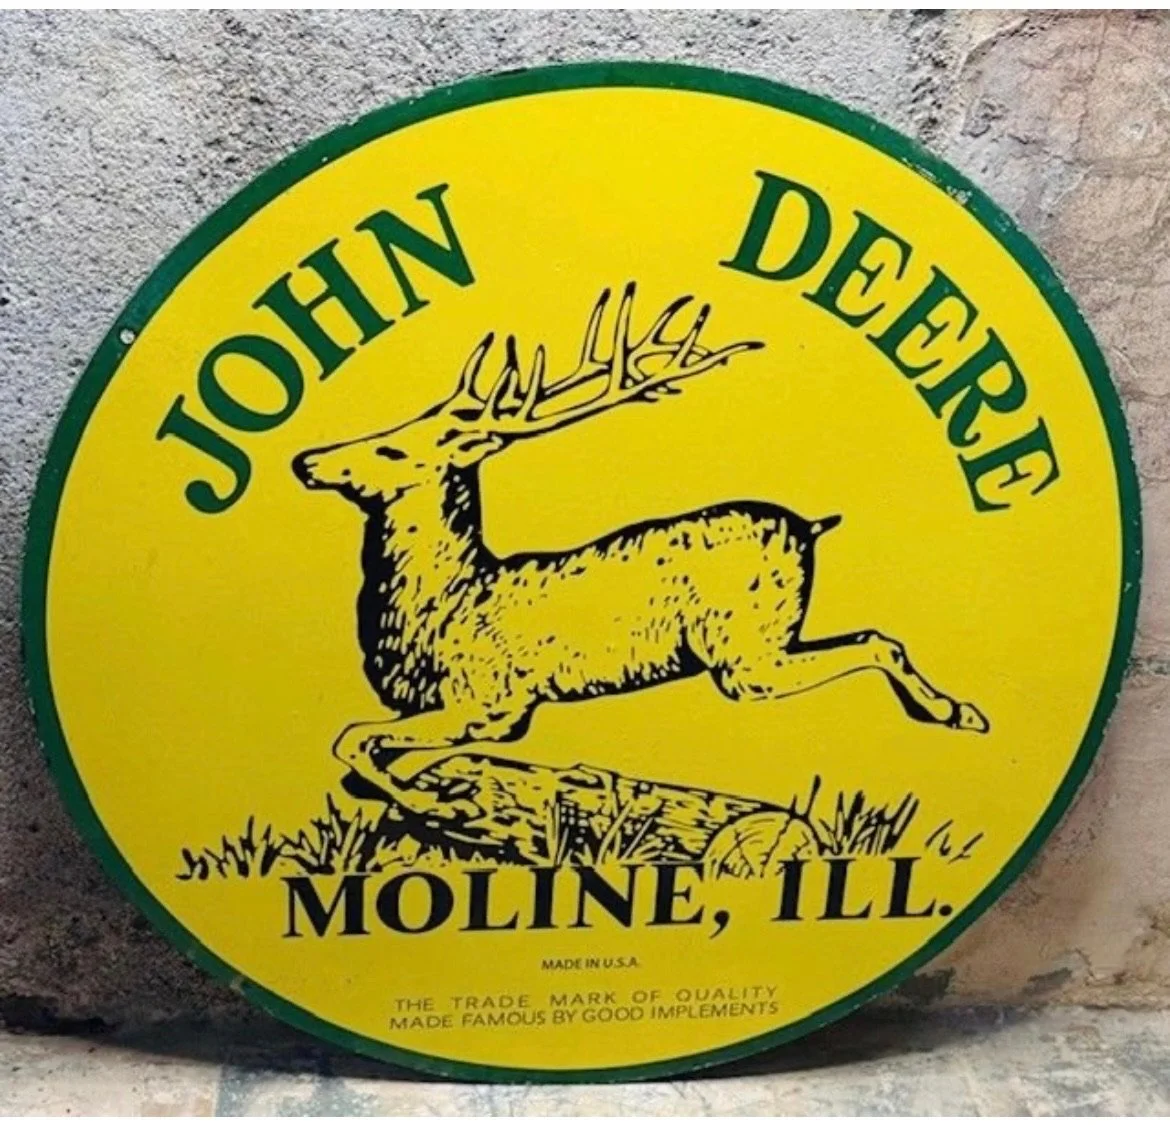 JOHN DEERE
MOLINE, ILL.
MADE IN U.S.A.
THE TRADE MARK OF QUALITY
MADE FAMOUS BY GOOD IMPLEMENTS